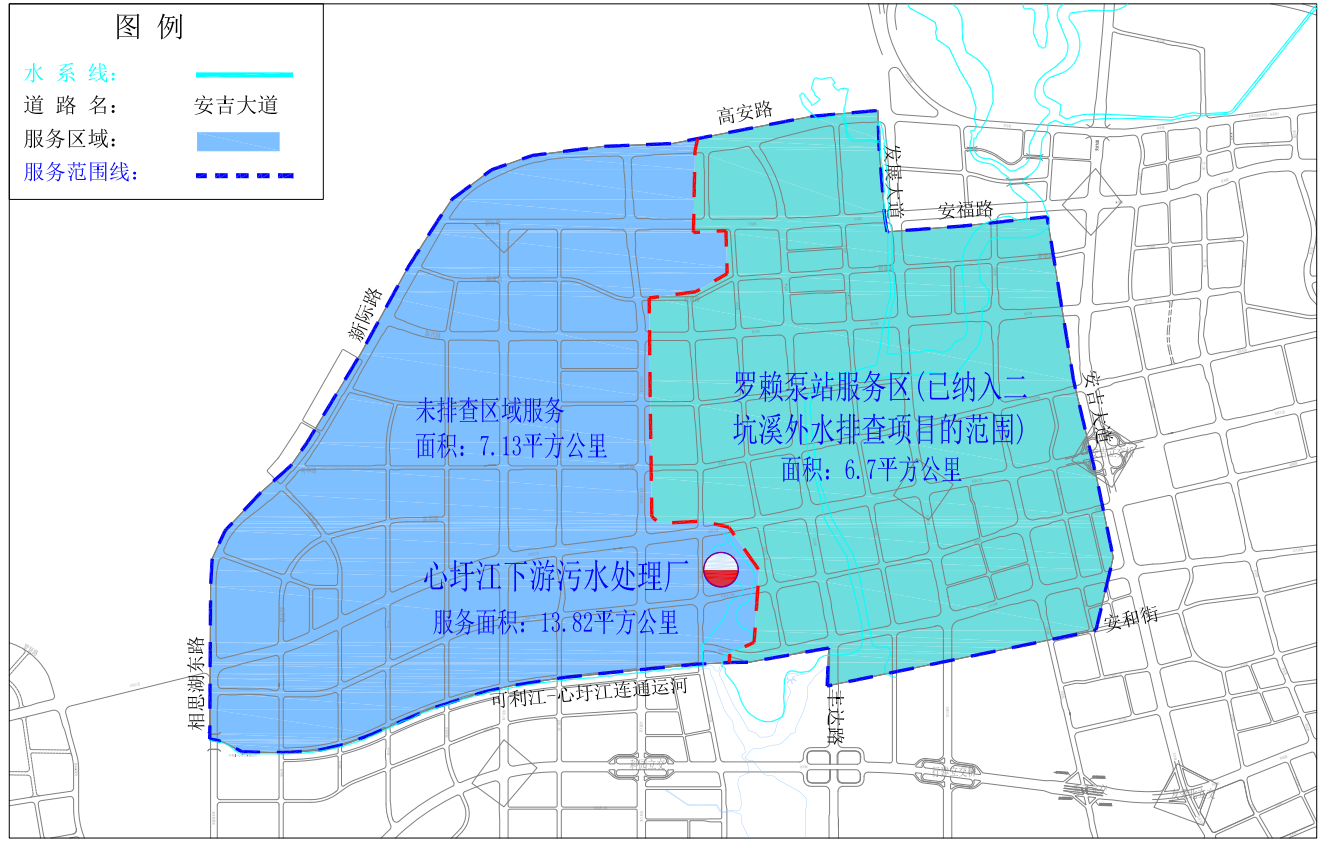 图 例
水 系 线:
道 路 名: 安吉大道
服务区域:
服务范围线:
高安路
发展大道
安福路
新际路
安吉大道
罗赖泵站服务区(已纳入二
坑溪外水排查项目的范围)
面积: 6.7平方公里
未排查区域服务
面积: 7.13平方公里
心圩江下游污水处理厂
服务面积: 13.82平方公里
安和街
相思湖东路
可利江-心圩江连通运河
丰达路